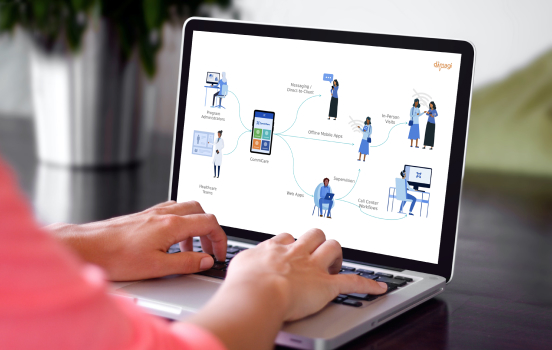 dimagi
Messaging /
Direct-to-Client
Program
Administrators
In-Person
Visits
Offline Mobile Apps
CommCare
Supervisors
Healthcare
Teams
Web Apps
Call Center
Workflows